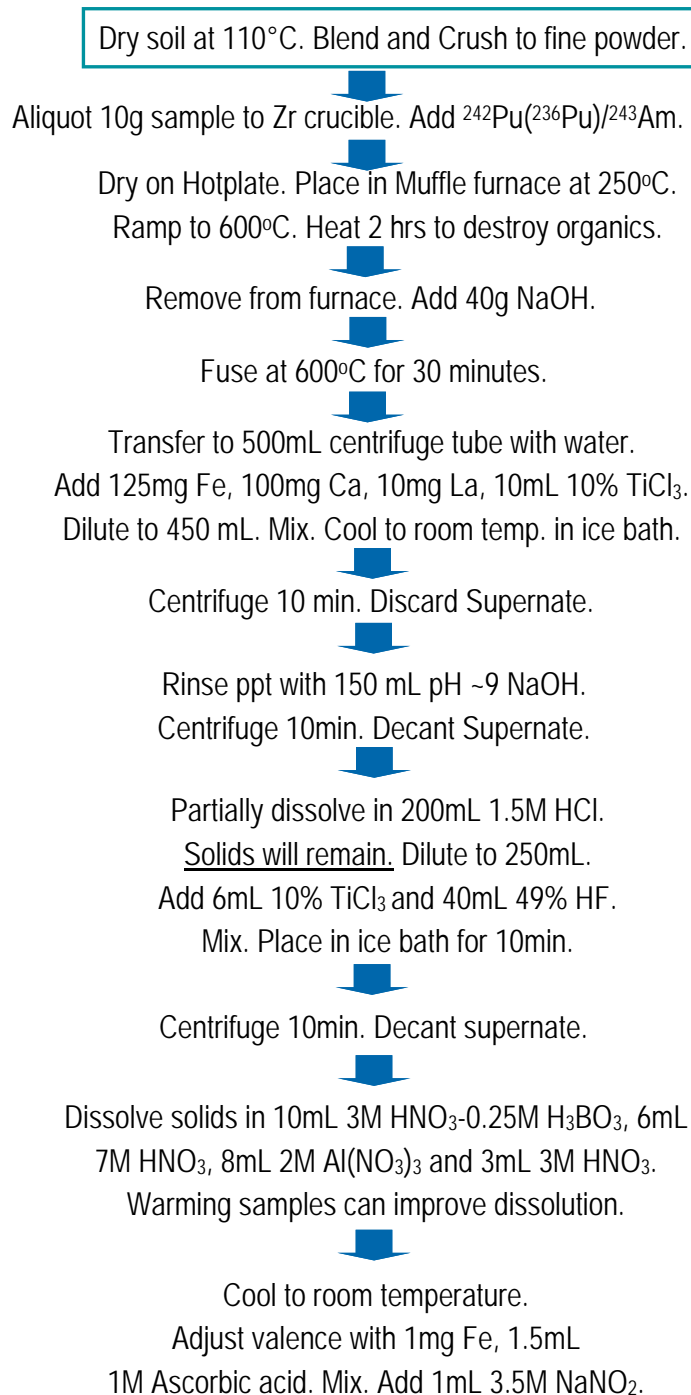 Dry soil at 110°C. Blend and Crush to fine powder.
Aliquot 10g sample to Zr crucible. Add ²⁴²Pu(²³⁶Pu)/²⁴³Am.
Dry on Hotplate. Place in Muffle furnace at 250ºC.
Ramp to 600ºC. Heat 2 hrs to destroy organics.
Remove from furnace. Add 40g NaOH.
Fuse at 600ºC for 30 minutes.
Transfer to 500mL centrifuge tube with water.
Add 125mg Fe, 100mg Ca, 10mg La, 10mL 10% TiCl₃.
Dilute to 450 mL. Mix. Cool to room temp. in ice bath.
Centrifuge 10 min. Discard Supernate.
Rinse ppt with 150 mL pH ~9 NaOH.
Centrifuge 10min. Decant Supernate.
Partially dissolve in 200mL 1.5M HCl.
Solids will remain. Dilute to 250mL.
Add 6mL 10% TiCl₃ and 40mL 49% HF.
Mix. Place in ice bath for 10min.
Centrifuge 10min. Decant supernate.
Dissolve solids in 10mL 3M HNO₃-0.25M H₃BO₃, 6mL
7M HNO₃, 8mL 2M Al(NO₃)₃ and 3mL 3M HNO₃.
Warming samples can improve dissolution.
Cool to room temperature.
Adjust valence with 1mg Fe, 1.5mL
1M Ascorbic acid. Mix. Add 1mL 3.5M NaNO₂.